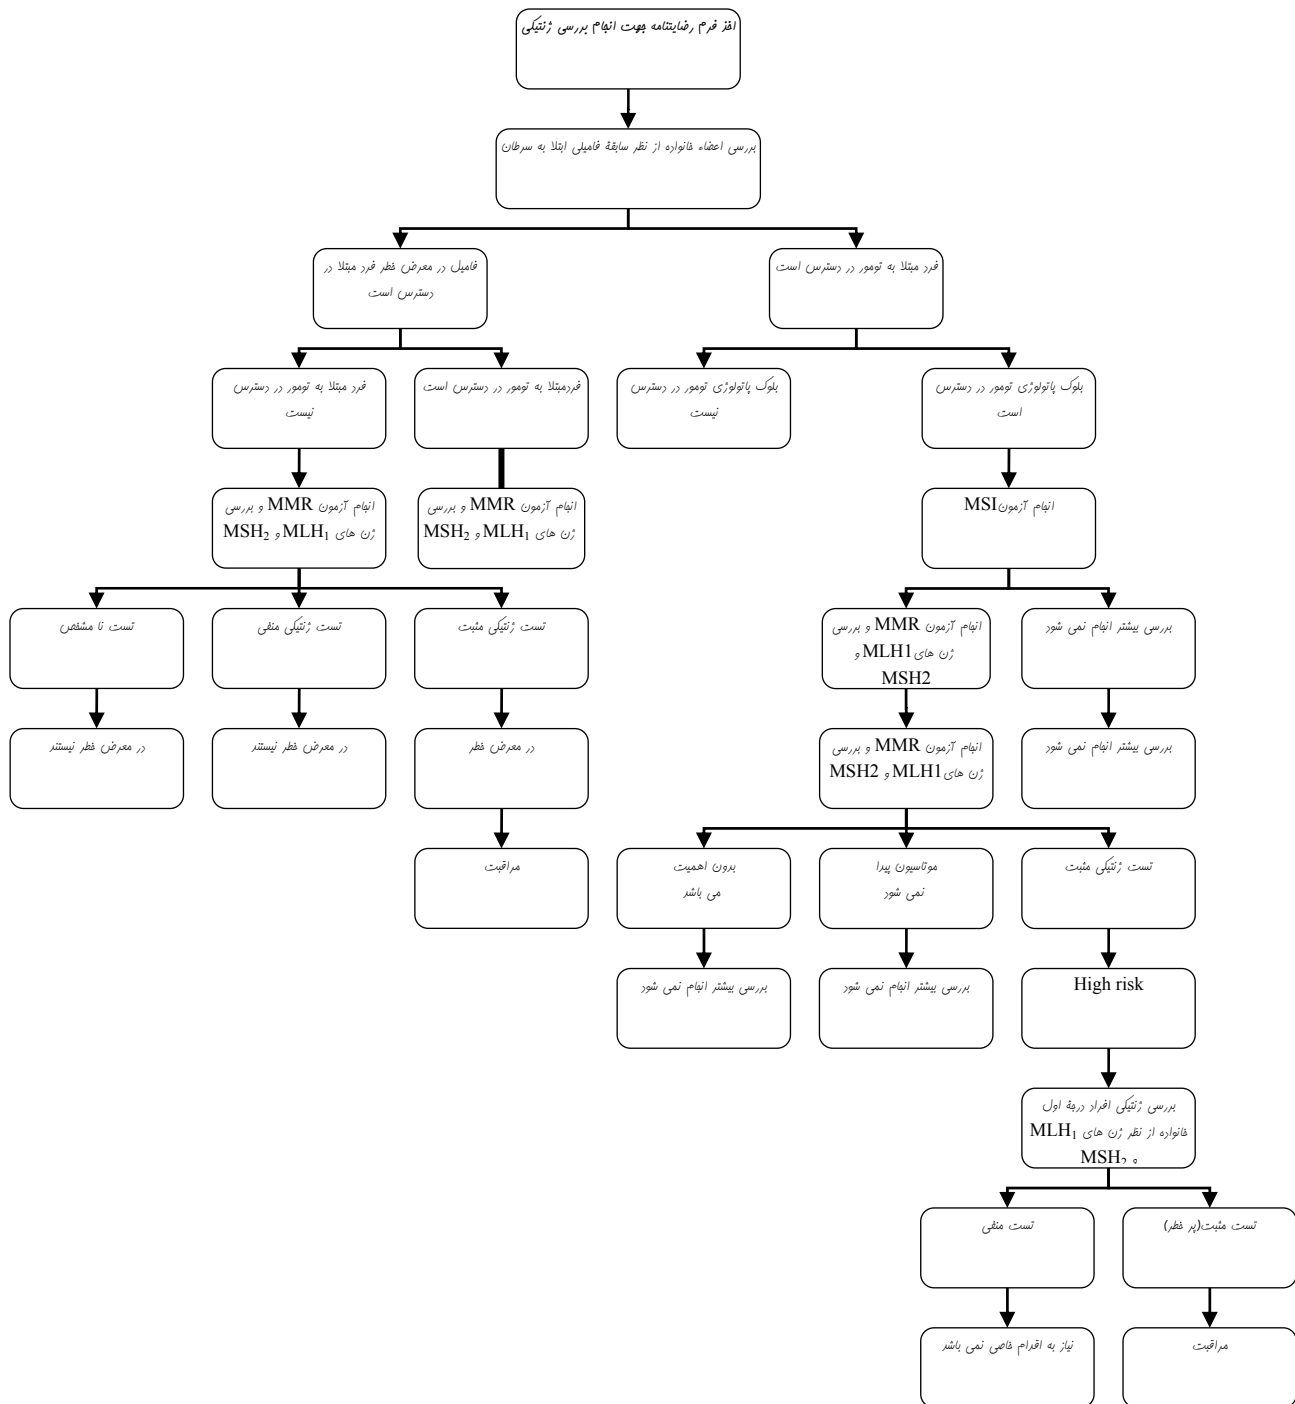 اخذ فرم رضایتنامه جهت انجام بررسی ژنتیکی
بررسی اعضاء خانواده از نظر سابقۀ فامیلی ابتلا به سرطان
فرد مبتلا به تومور در دسترس است
فامیل در معرض خطر فرد مبتلا در
دسترس است
بلوک پاتولوژی تومور در دسترس
است
بلوک پاتولوژی تومور در دسترس
نیست
فردمبتلا به تومور در دسترس است
فرد مبتلا به تومور در دسترس
نیست
انجام آزمون MSI
انجام آزمون MMR و بررسی
ژن های MLH₁ و MSH₂
انجام آزمون MMR و بررسی
ژن های MLH₁ و MSH₂
بررسی بیشتر انجام نمی شود
انجام آزمون MMR و بررسی
ژن های MLH1 و
MSH2
تست ژنتیکی مثبت
تست ژنتیکی منفی
تست نا مشخص
بررسی بیشتر انجام نمی شود
انجام آزمون MMR و بررسی
ژن های MLH1 و MSH2
در معرض خطر
در معرض خطر نیستند
در معرض خطر نیستند
تست ژنتیکی مثبت
موتاسیون پیدا
نمی شود
بدون اهمیت
می باشد
مراقبت
High risk
بررسی بیشتر انجام نمی شود
بررسی بیشتر انجام نمی شود
بررسی ژنتیکی افراد درجۀ اول
خانواده از نظر ژن های MLH₁
و MSH₂
تست مثبت(پر خطر)
تست منفی
مراقبت
نیاز به اقدام خاصی نمی باشد